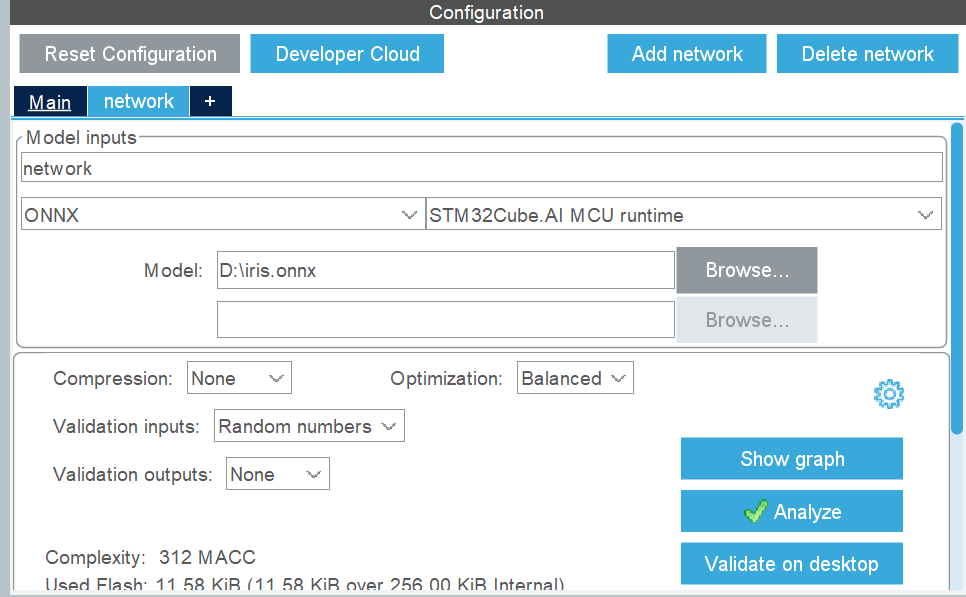 Configuration
Reset Configuration Developer Cloud Add network Delete network
Main network +
Model inputs
network
ONNX STM32Cube.AI MCU runtime
Model: D:\iris.onnx Browse...
Browse...
Compression: None Optimization: Balanced
Validation inputs: Random numbers
Validation outputs: None
Show graph
Analyze
Complexity: 312 MACC
Validate on desktop
Used Flash: 11.58 KiB (11.58 KiB over 256.00 KiB Internal)